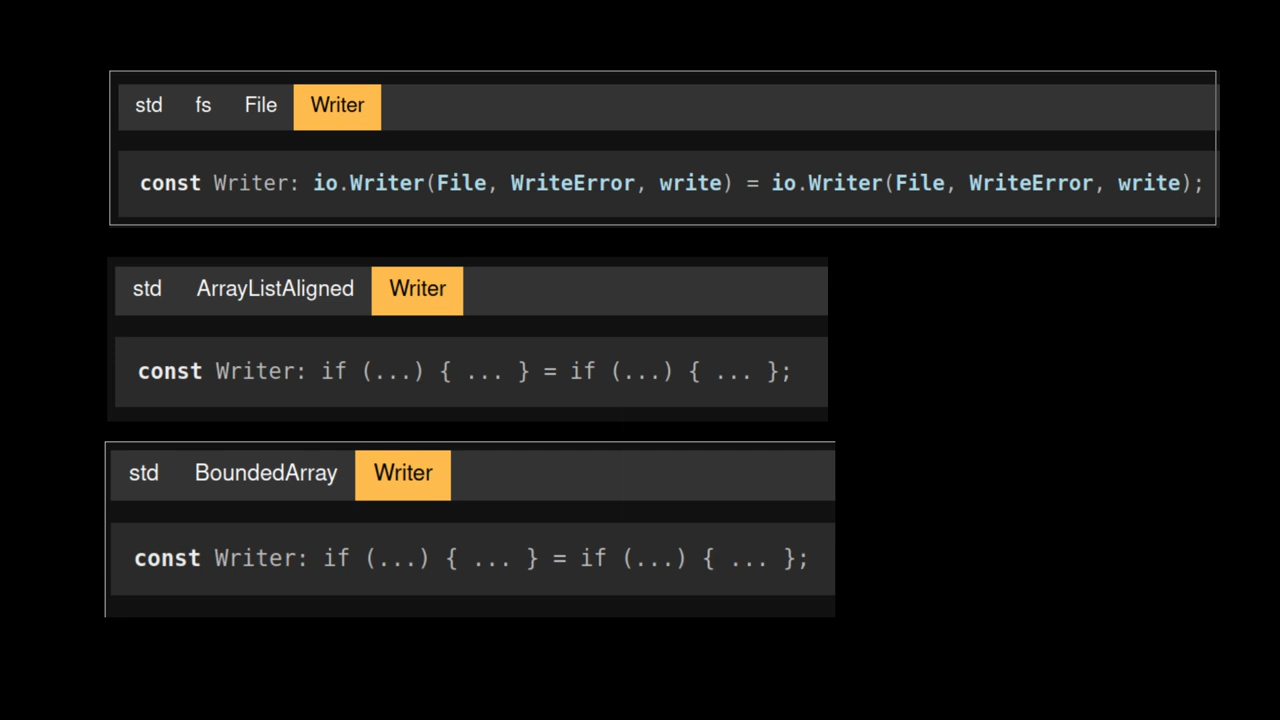 std fs File Writer
const Writer: io.Writer(File, WriteError, write) = io.Writer(File, WriteError, write);
std ArrayListAligned Writer
const Writer: if (...) { ... } = if (...) { ... };
std BoundedArray Writer
const Writer: if (...) { ... } = if (...) { ... };